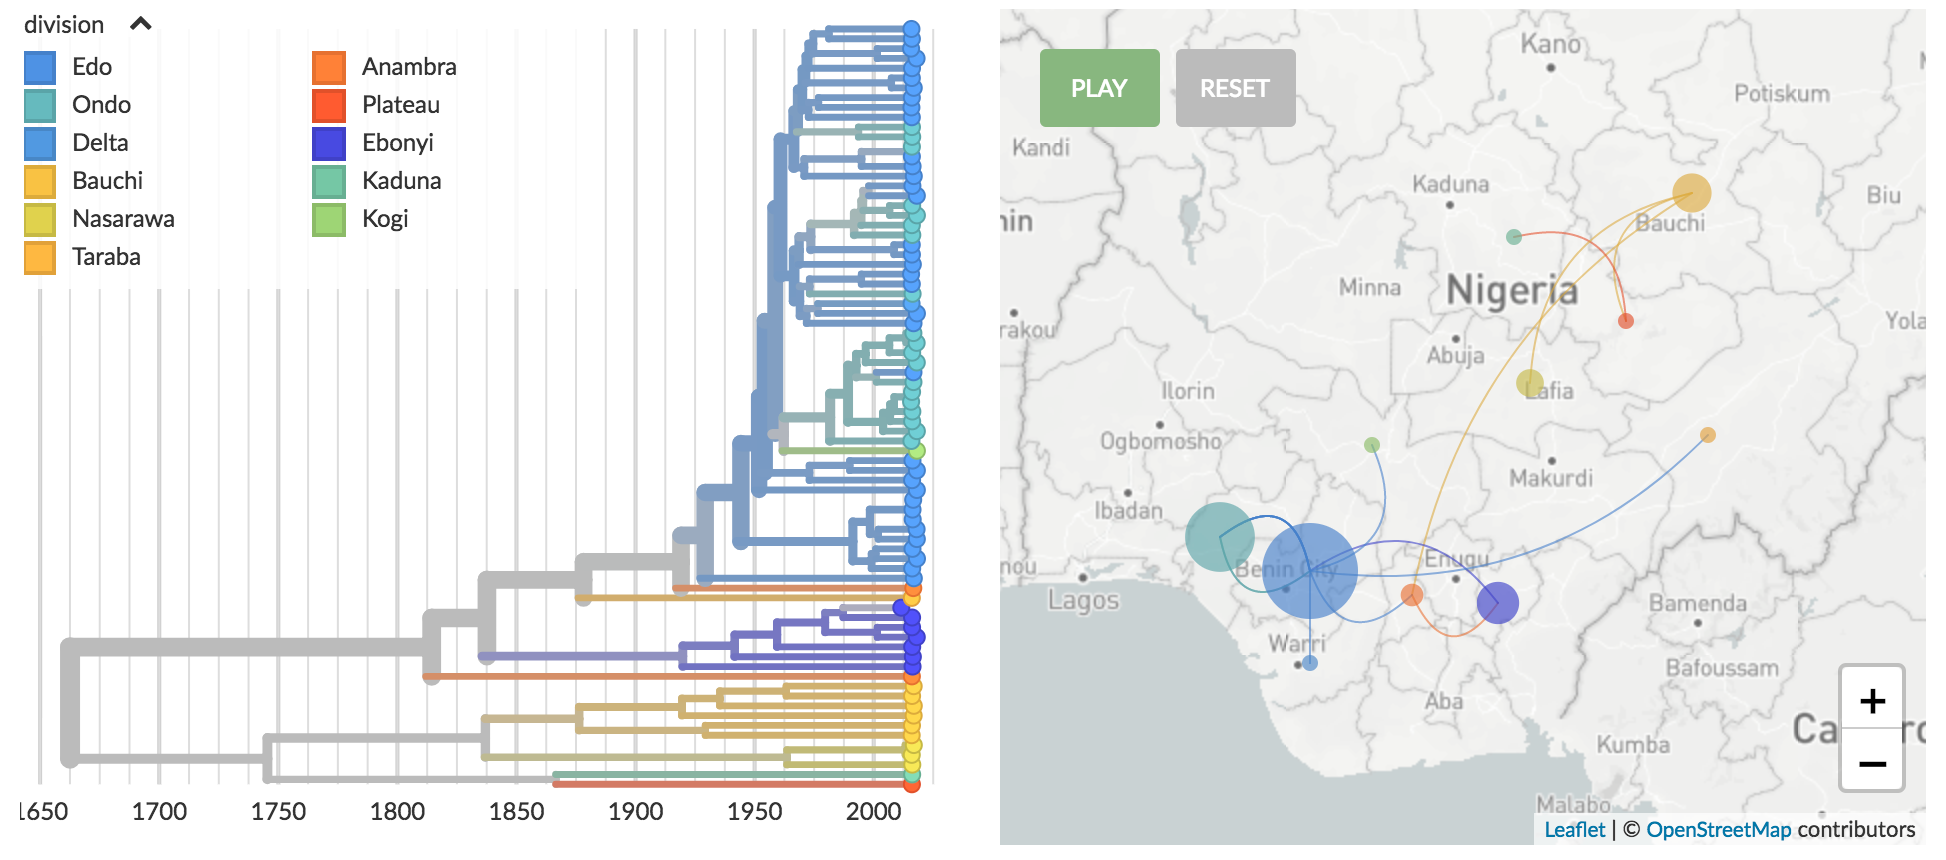 division
Edo
Ondo
Delta
Bauchi
Nasarawa
Taraba
Anambra
Plateau
Ebonyi
Kaduna
Kogi
1650 1700 1750 1800 1850 1900 1950 2000
PLAY RESET
Kano
Potiskum
Kandi
Kaduna
Biu
Bauchi
Minna
Nigeria
Yola
Abuja
Ilorin
Lafia
Ogbomosho
Makurdi
Ibadan
Enugu
Benin City
Lagos
Bamenda
Warri
Bafoussam
Aba
Kumba
Malabo
+
−
Leaflet | © OpenStreetMap contributors